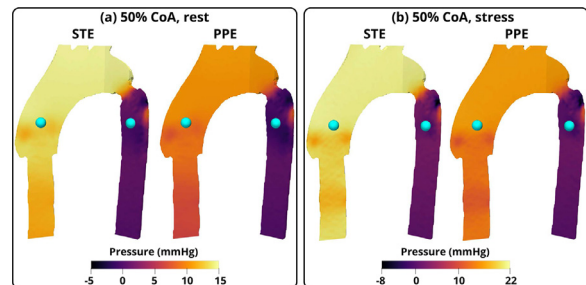 (a) 50% CoA, rest
STE PPE
Pressure (mmHg)
-5 0 5 10 15
(b) 50% CoA, stress
STE PPE
Pressure (mmHg)
-8 0 10 22